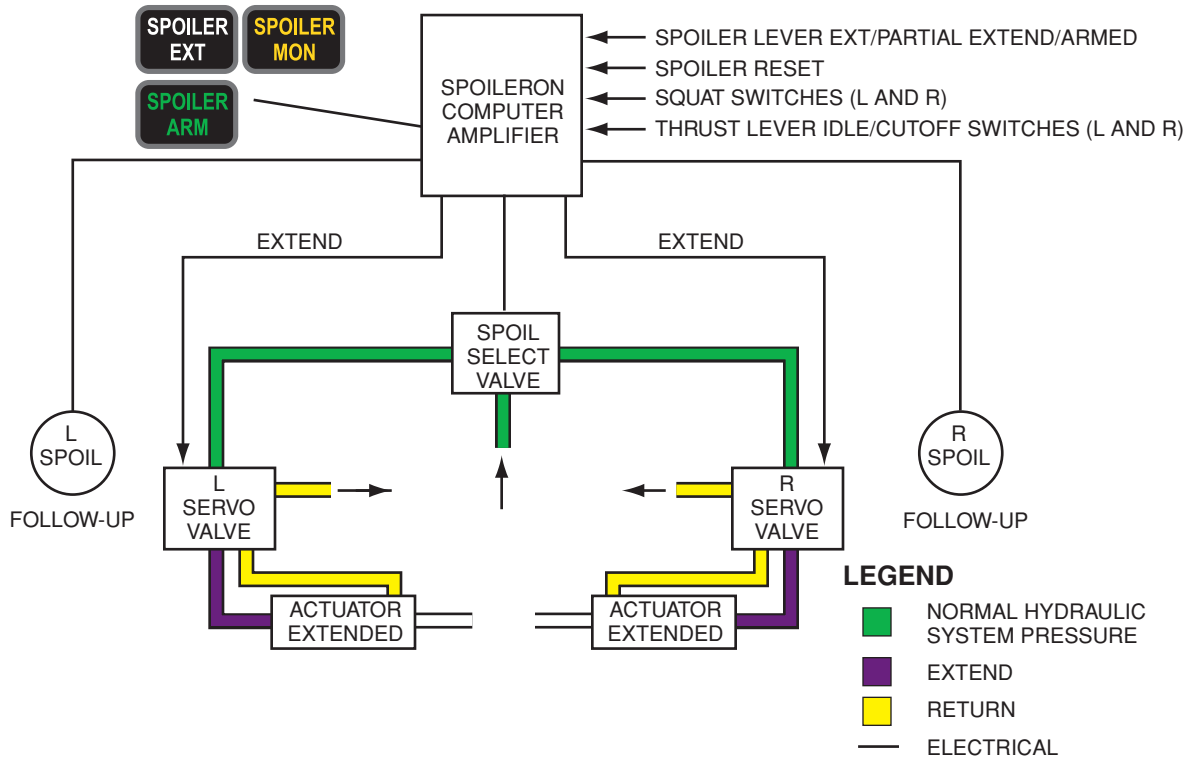 SPOILER
EXT
SPOILER
MON
SPOILER
ARM
SPOILERON
COMPUTER
AMPLIFIER
SPOILER LEVER EXT/PARTIAL EXTEND/ARMED
SPOILER RESET
SQUAT SWITCHES (L AND R)
THRUST LEVER IDLE/CUTOFF SWITCHES (L AND R)
EXTEND
EXTEND
SPOIL
SELECT
VALVE
L
SPOIL
FOLLOW-UP
L
SERVO
VALVE
R
SERVO
VALVE
R
SPOIL
FOLLOW-UP
ACTUATOR
EXTENDED
ACTUATOR
EXTENDED
LEGEND
NORMAL HYDRAULIC
SYSTEM PRESSURE
EXTEND
RETURN
ELECTRICAL